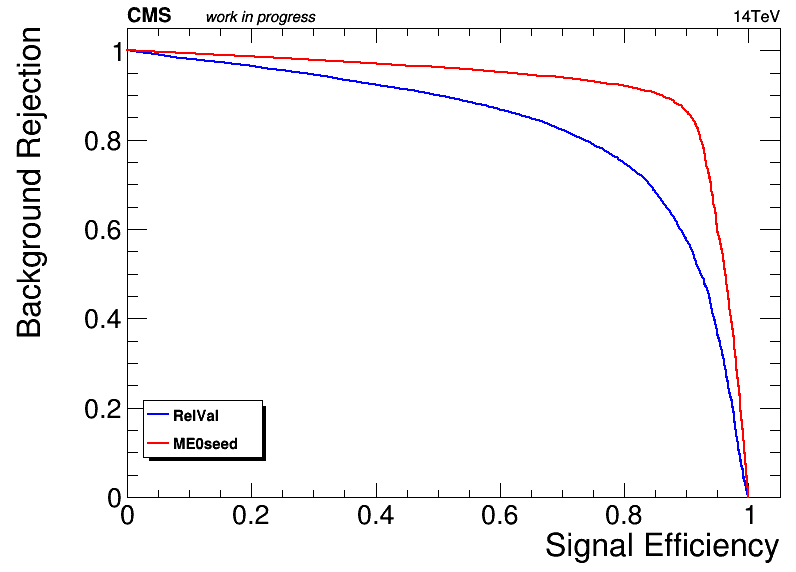 CMS work in progress 14TeV
Background Rejection
1
0.8
0.6
0.4
0.2
0
RelVal
ME0seed
0 0.2 0.4 0.6 0.8 1
Signal Efficiency